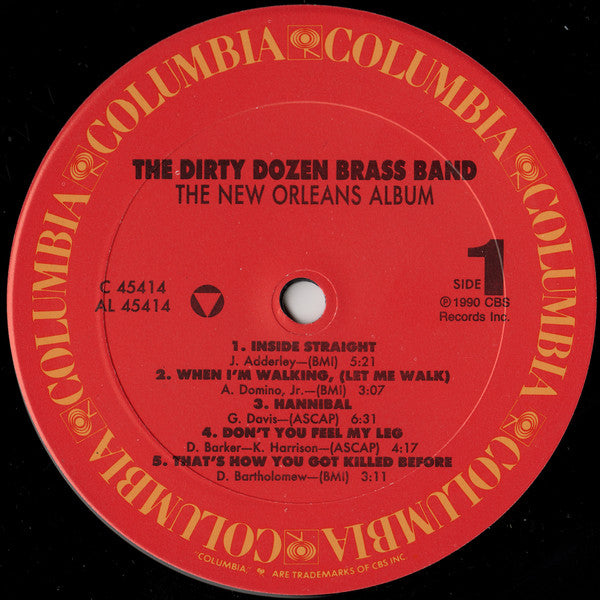 COLUMBIA COLUMBIA COLUMBIA COLUMBIA COLUMBIA COLUMBIA COLUMBIA COLUMBIA
THE DIRTY DOZEN BRASS BAND
THE NEW ORLEANS ALBUM
C 45414
AL 45414
SIDE 1
℗ 1990 CBS
Records Inc.
1. INSIDE STRAIGHT
J. Adderley—(BMI) 5:21
2. WHEN I'M WALKING, (LET ME WALK)
A. Domino, Jr.—(BMI) 3:07
3. HANNIBAL
G. Davis—(ASCAP) 6:31
4. DON'T YOU FEEL MY LEG
D. Barker—K. Harrison—(ASCAP) 4:17
5. THAT'S HOW YOU GOT KILLED BEFORE
D. Bartholomew—(BMI) 3:11
"COLUMBIA," ARE TRADEMARKS OF CBS INC.